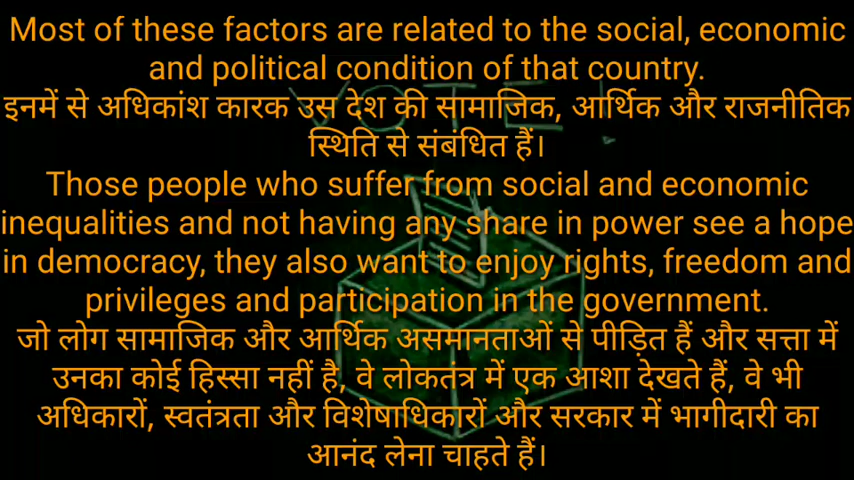 Most of these factors are related to the social, economic
and political condition of that country.
इनमें से अधिकांश कारक उस देश की सामाजिक, आर्थिक और राजनीतिक
स्थिति से संबंधित हैं।
Those people who suffer from social and economic
inequalities and not having any share in power see a hope
in democracy, they also want to enjoy rights, freedom and
privileges and participation in the government.
जो लोग सामाजिक और आर्थिक असमानताओं से पीड़ित हैं और सत्ता में
उनका कोई हिस्सा नहीं है, वे लोकतंत्र में एक आशा देखते हैं, वे भी
अधिकारों, स्वतंत्रता और विशेषाधिकारों और सरकार में भागीदारी का
आनंद लेना चाहते हैं।
VOTE!